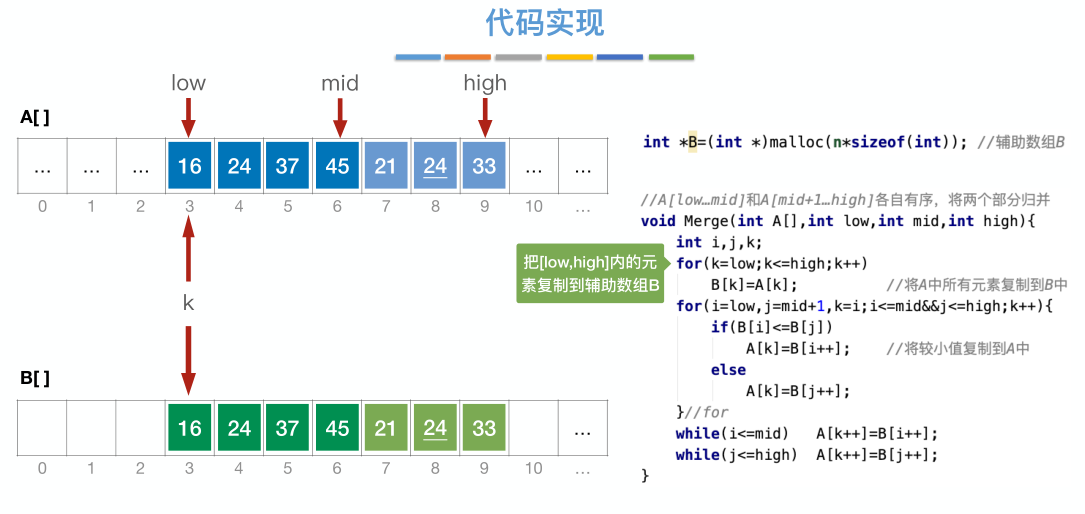 代码实现
low mid high
A[ ]
... ... ... 16 24 37 45 21 24 33 ... ...
0 1 2 3 4 5 6 7 8 9 10 ...
k
B[ ]
16 24 37 45 21 24 33 ...
0 1 2 3 4 5 6 7 8 9 10 ...
int *B=(int *)malloc(n*sizeof(int)); //辅助数组B
//A[low…mid]和A[mid+1…high]各自有序，将两个部分归并
void Merge(int A[],int low,int mid,int high){
int i,j,k;
for(k=low;k<=high;k++)
B[k]=A[k]; //将A中所有元素复制到B中
for(i=low,j=mid+1,k=i;i<=mid&&j<=high;k++){
if(B[i]<=B[j])
A[k]=B[i++]; //将较小值复制到A中
else
A[k]=B[j++];
}//for
while(i<=mid) A[k++]=B[i++];
while(j<=high) A[k++]=B[j++];
}
把[low,high]内的元
素复制到辅助数组B